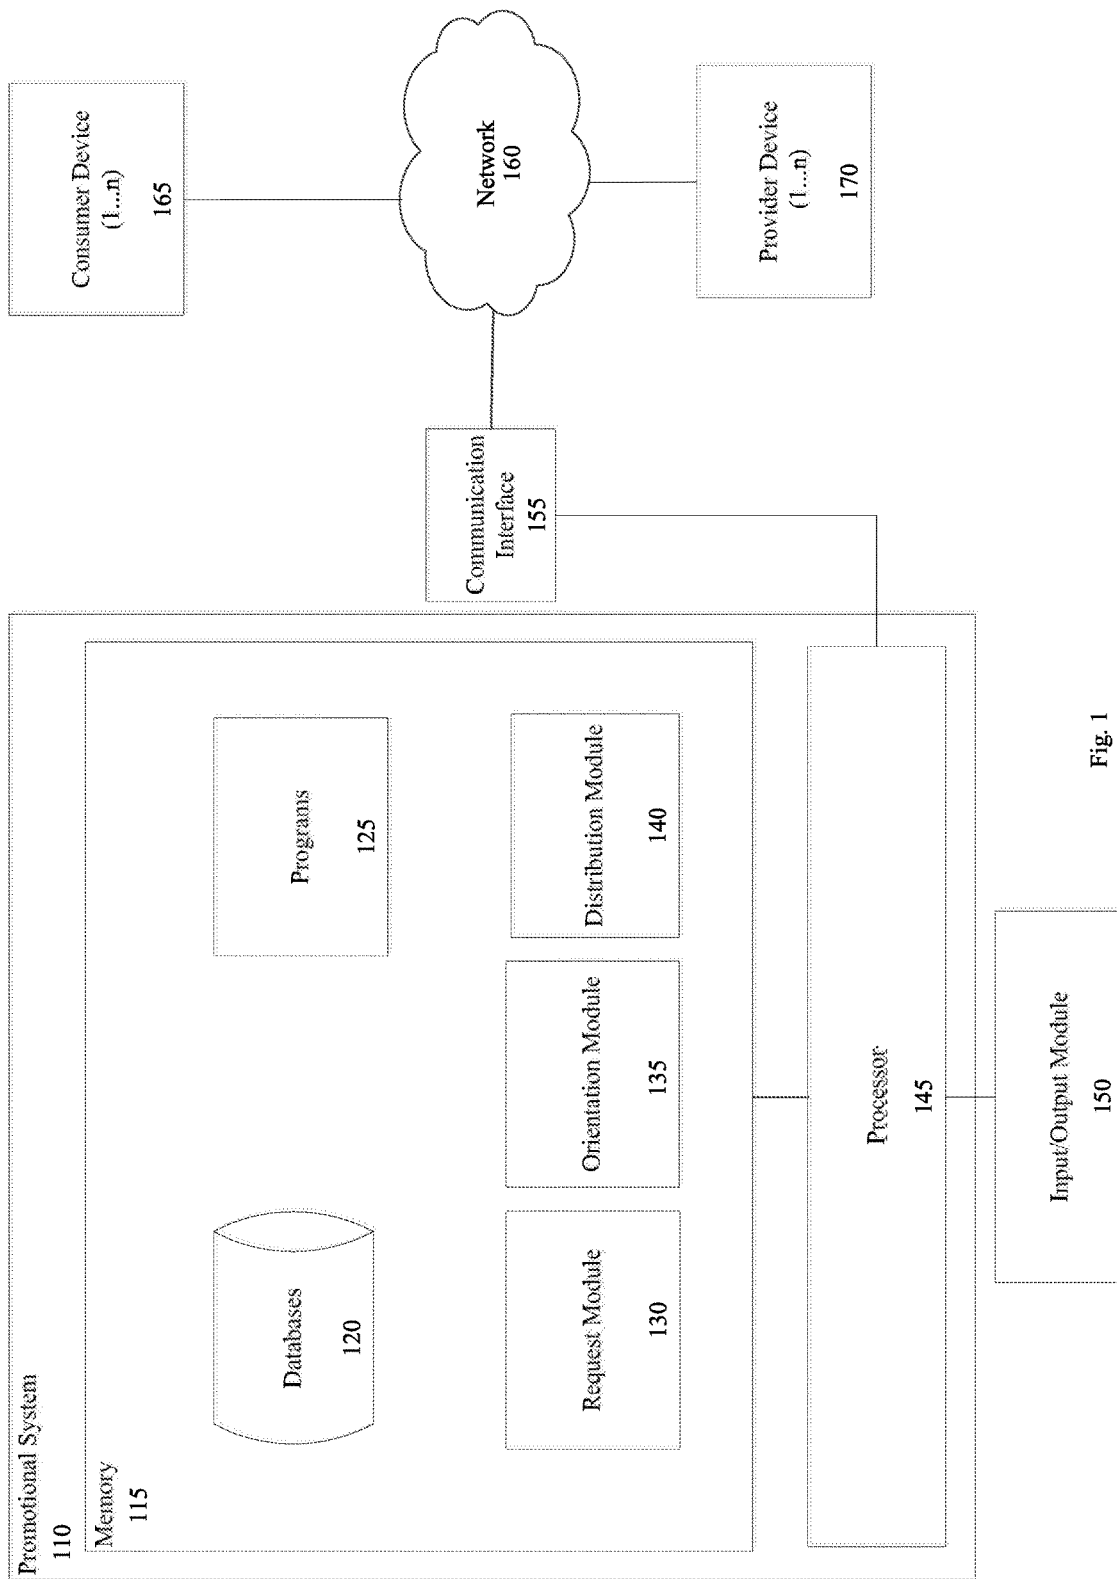 Promotional System
110
Memory
115
Databases
120
Programs
125
Request Module
130
Orientation Module
135
Distribution Module
140
Processor
145
Input/Output Module
150
Communication
Interface
155
Network
160
Consumer Device
(1...n)
165
Provider Device
(1...n)
170
Fig. 1